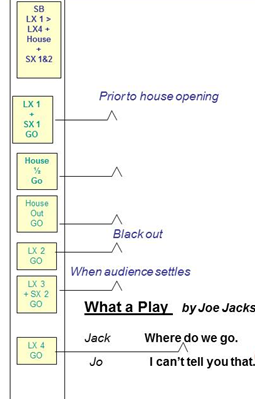 SB
LX 1 >
LX4 +
House
+
SX 1&2
Prior to house opening
LX 1
+
SX 1
GO
House
½
Go
House
Out
GO
Black out
LX 2
GO
When audience settles
LX 3
+ SX 2
GO
What a Play by Joe Jacks
Jack Where do we go.
LX 4
GO
Jo I can't tell you that.